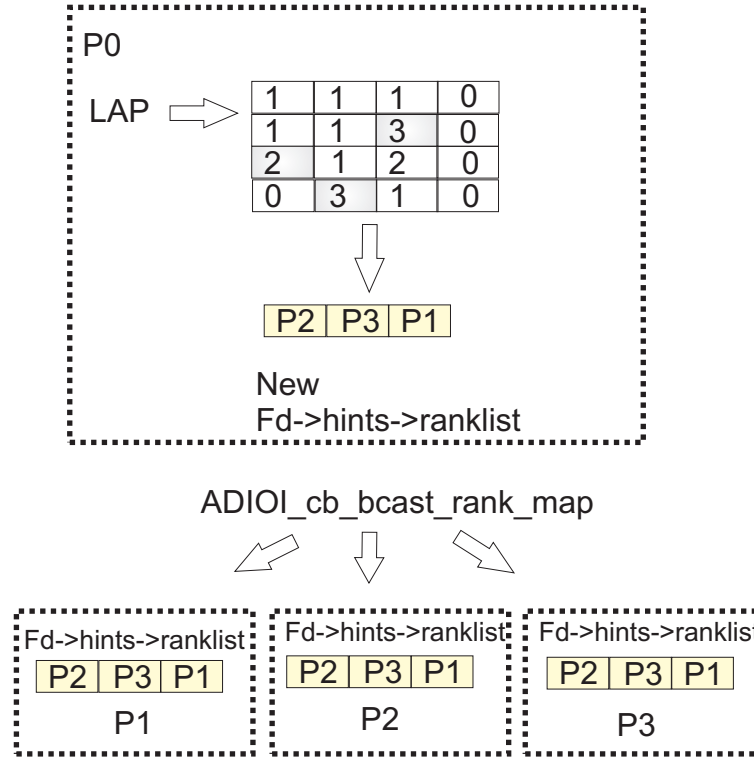 P0
LAP
1 1 1 0
1 1 3 0
2 1 2 0
0 3 1 0
P2 P3 P1
New
Fd->hints->ranklist
ADIOI_cb_bcast_rank_map
Fd->hints->ranklist
P2 P3 P1
P1
Fd->hints->ranklist
P2 P3 P1
P2
Fd->hints->ranklist
P2 P3 P1
P3